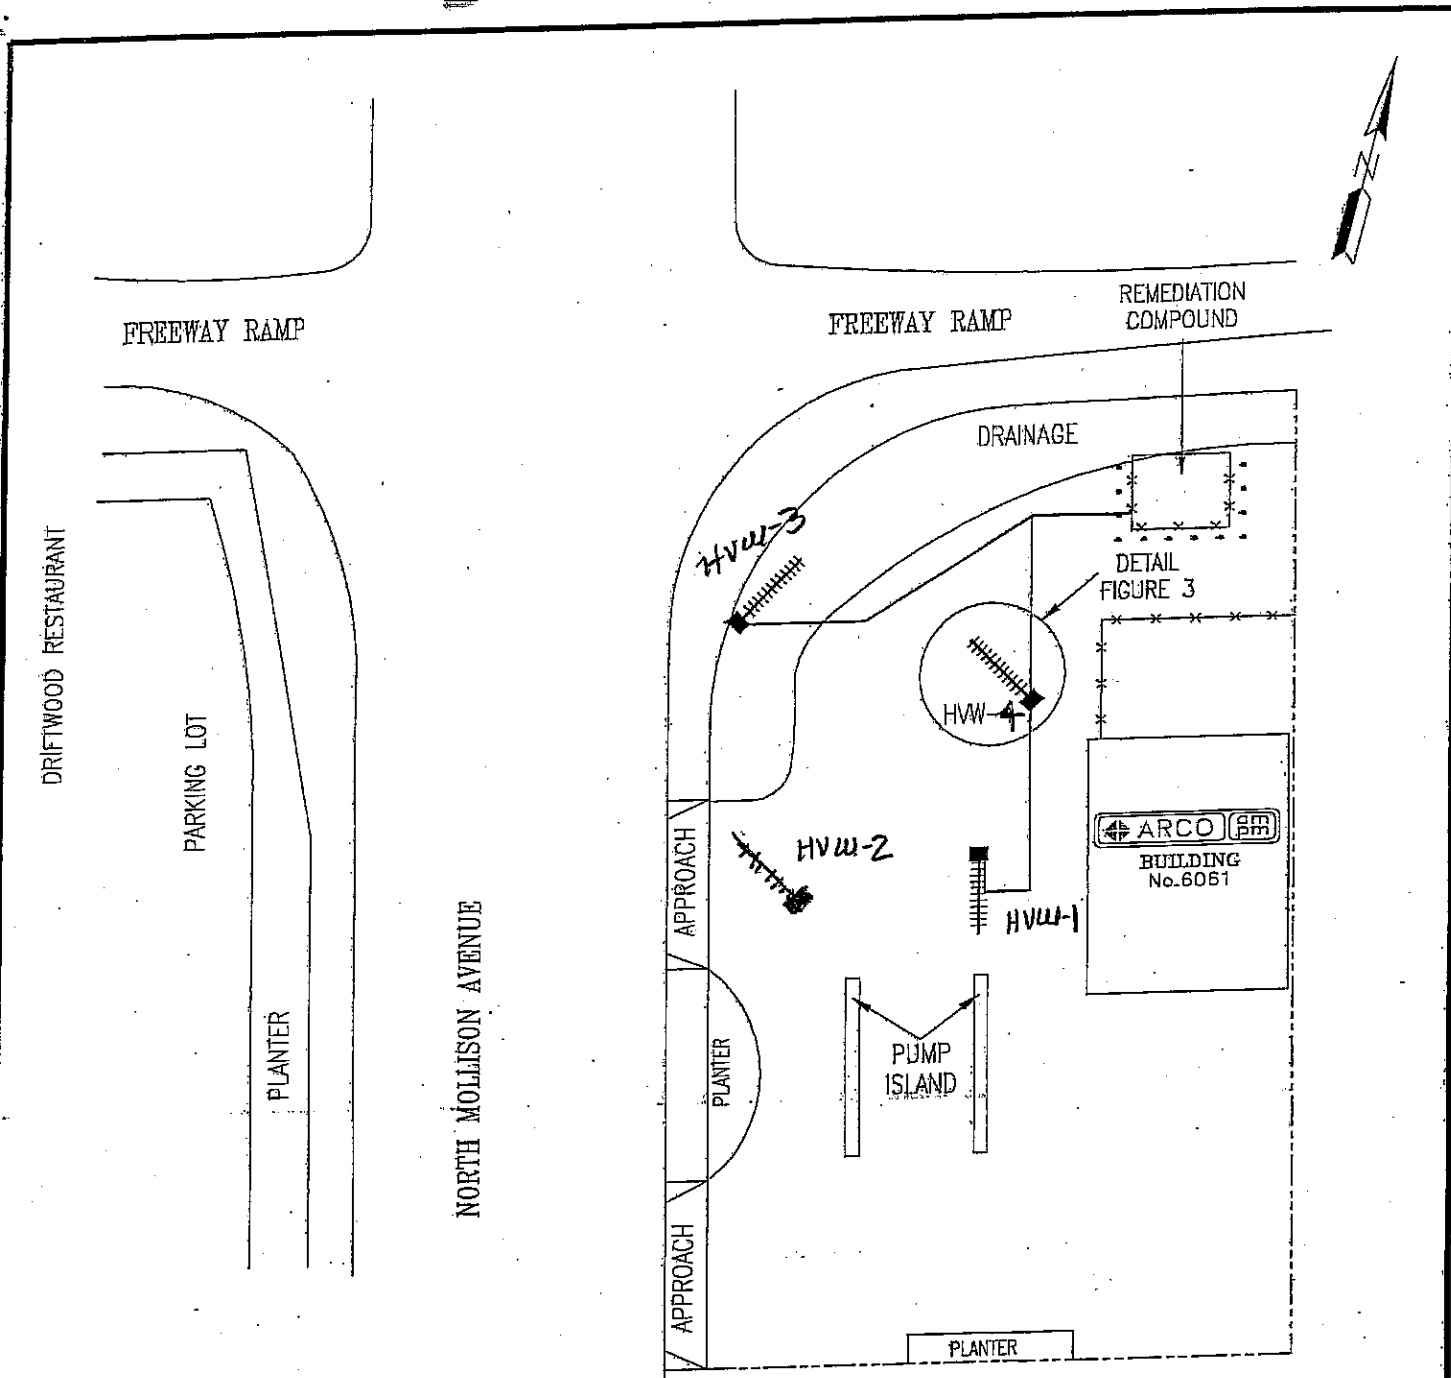 N
FREEWAY RAMP
FREEWAY RAMP
REMEDIATION
COMPOUND
DRAINAGE
HVW-3
DETAIL
FIGURE 3
HVW-4
DRIFTWOOD RESTAURANT
PARKING LOT
PLANTER
NORTH MOLLISON AVENUE
APPROACH
HVW-2
HVW-1
ARCO
am
pm
BUILDING
No.6061
PLANTER
PUMP
ISLAND
APPROACH
PLANTER